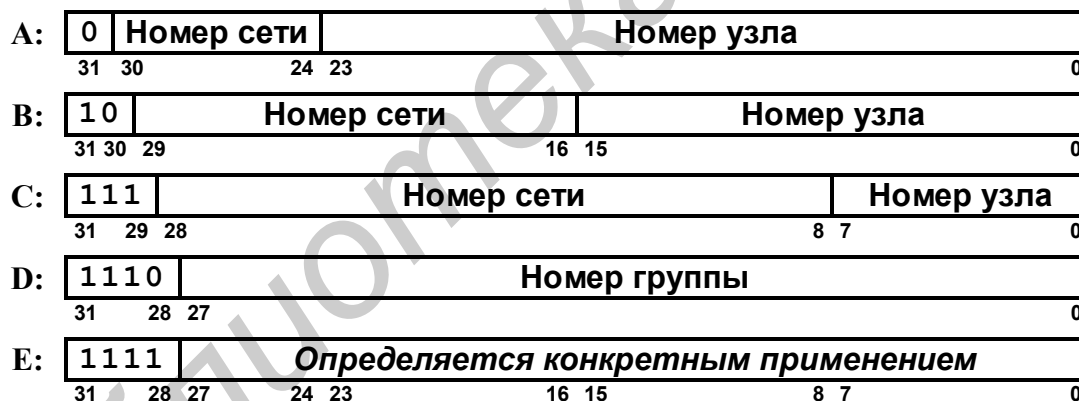 A: 0 Номер сети Номер узла
31 30 24 23 0
B: 10 Номер сети Номер узла
31 30 29 16 15 0
C: 111 Номер сети Номер узла
31 29 28 8 7 0
D: 1110 Номер группы
31 28 27 0
E: 1111 Определяется конкретным применением
31 28 27 24 23 16 15 8 7 0